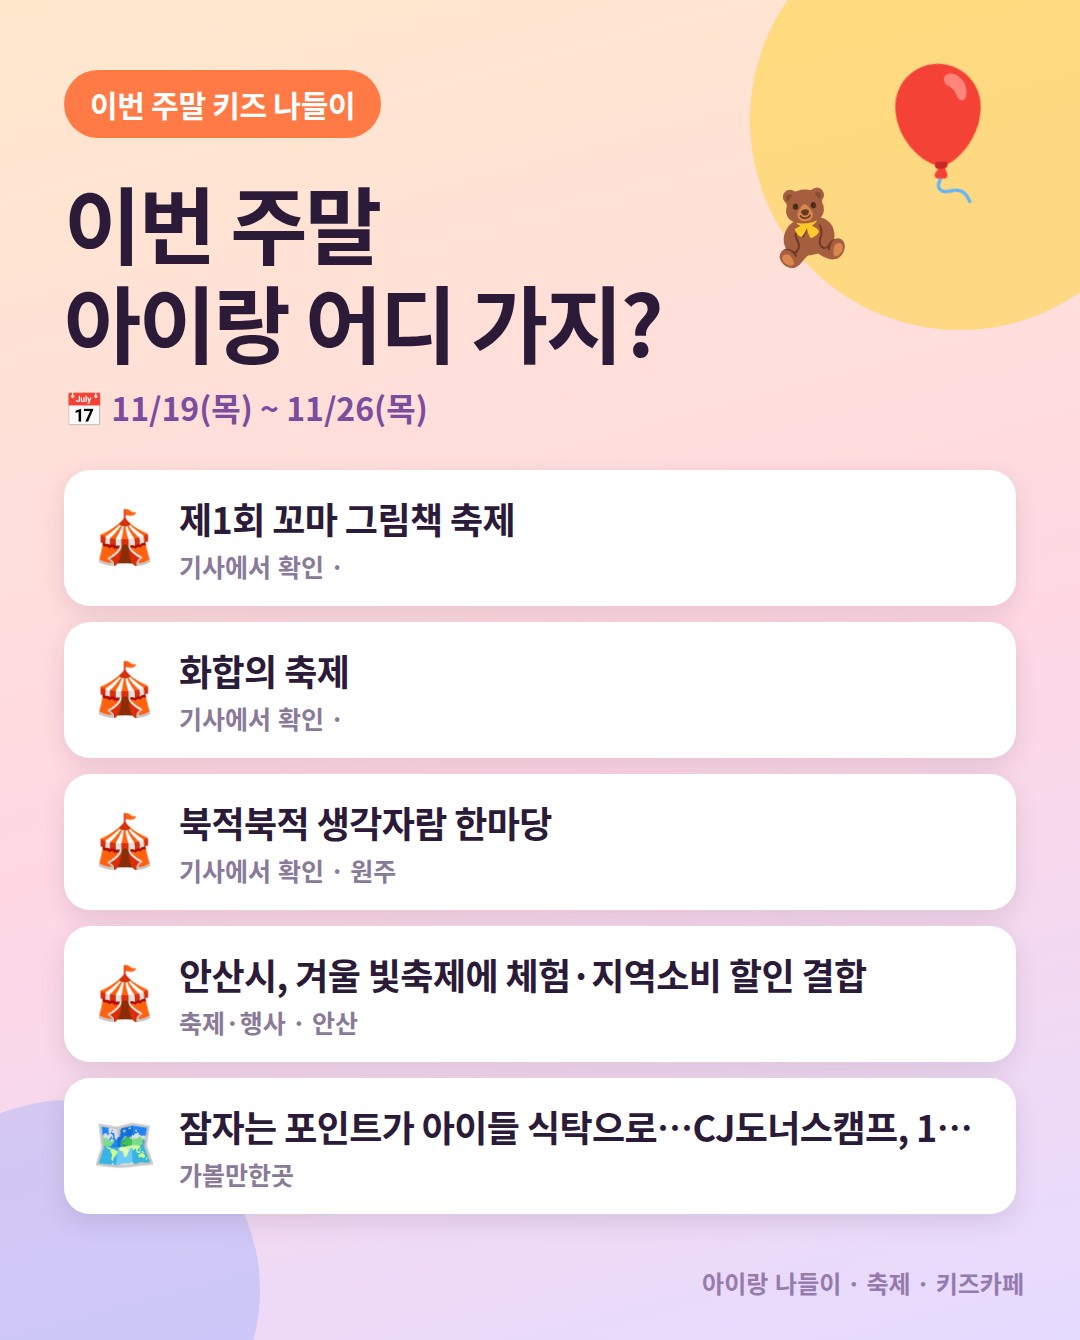 이번 주말 키즈 나들이
이번 주말
아이랑 어디 가지?
July
17
11/19(목) ~ 11/26(목)
제1회 꼬마 그림책 축제
기사에서 확인 ·
화합의 축제
기사에서 확인 ·
북적북적 생각자람 한마당
기사에서 확인 · 원주
안산시, 겨울 빛축제에 체험·지역소비 할인 결합
축제·행사 · 안산
잠자는 포인트가 아이들 식탁으로…CJ도너스캠프, 1…
가볼만한곳
아이랑 나들이 · 축제 · 키즈카페